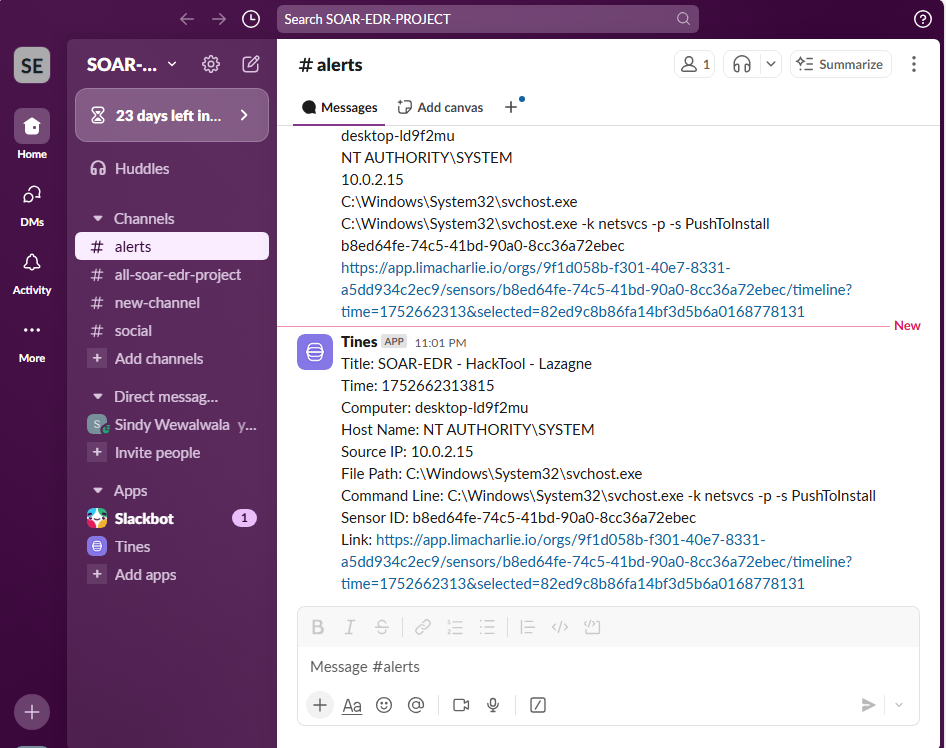 Search SOAR-EDR-PROJECT
SE
SOAR-...
23 days left in...
Home
DMs
Activity
More
Huddles
Channels
# alerts
# all-soar-edr-project
# new-channel
# social
+ Add channels
Direct messag...
S Sindy Wewalwala y...
+ Invite people
Apps
Slackbot 1
Tines
+ Add apps
# alerts
1
Summarize
Messages Add canvas +
desktop-ld9f2mu
NT AUTHORITY\SYSTEM
10.0.2.15
C:\Windows\System32\svchost.exe
C:\Windows\System32\svchost.exe -k netsvcs -p -s PushToInstall
b8ed64fe-74c5-41bd-90a0-8cc36a72ebec
https://app.limacharlie.io/orgs/9f1d058b-f301-40e7-8331-
a5dd934c2ec9/sensors/b8ed64fe-74c5-41bd-90a0-8cc36a72ebec/timeline?
time=1752662313&selected=82ed9c8b86fa14bf3d5b6a0168778131
New
Tines APP 11:01 PM
Title: SOAR-EDR - HackTool - Lazagne
Time: 1752662313815
Computer: desktop-ld9f2mu
Host Name: NT AUTHORITY\SYSTEM
Source IP: 10.0.2.15
File Path: C:\Windows\System32\svchost.exe
Command Line: C:\Windows\System32\svchost.exe -k netsvcs -p -s PushToInstall
Sensor ID: b8ed64fe-74c5-41bd-90a0-8cc36a72ebec
Link: https://app.limacharlie.io/orgs/9f1d058b-f301-40e7-8331-
a5dd934c2ec9/sensors/b8ed64fe-74c5-41bd-90a0-8cc36a72ebec/timeline?
time=1752662313&selected=82ed9c8b86fa14bf3d5b6a0168778131
B I S
Message #alerts
+ Aa @